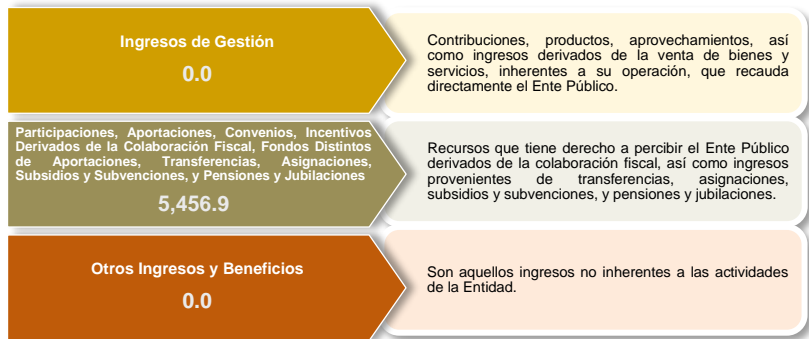 Ingresos de Gestión
0.0
Contribuciones, productos, aprovechamientos, así
como ingresos derivados de la venta de bienes y
servicios, inherentes a su operación, que recauda
directamente el Ente Público.
Participaciones, Aportaciones, Convenios, Incentivos
Derivados de la Colaboración Fiscal, Fondos Distintos
de Aportaciones, Transferencias, Asignaciones,
Subsidios y Subvenciones, y Pensiones y Jubilaciones
5,456.9
Recursos que tiene derecho a percibir el Ente Público
derivados de la colaboración fiscal, así como ingresos
provenientes de transferencias, asignaciones,
subsidios y subvenciones, y pensiones y jubilaciones.
Otros Ingresos y Beneficios
0.0
Son aquellos ingresos no inherentes a las actividades
de la Entidad.